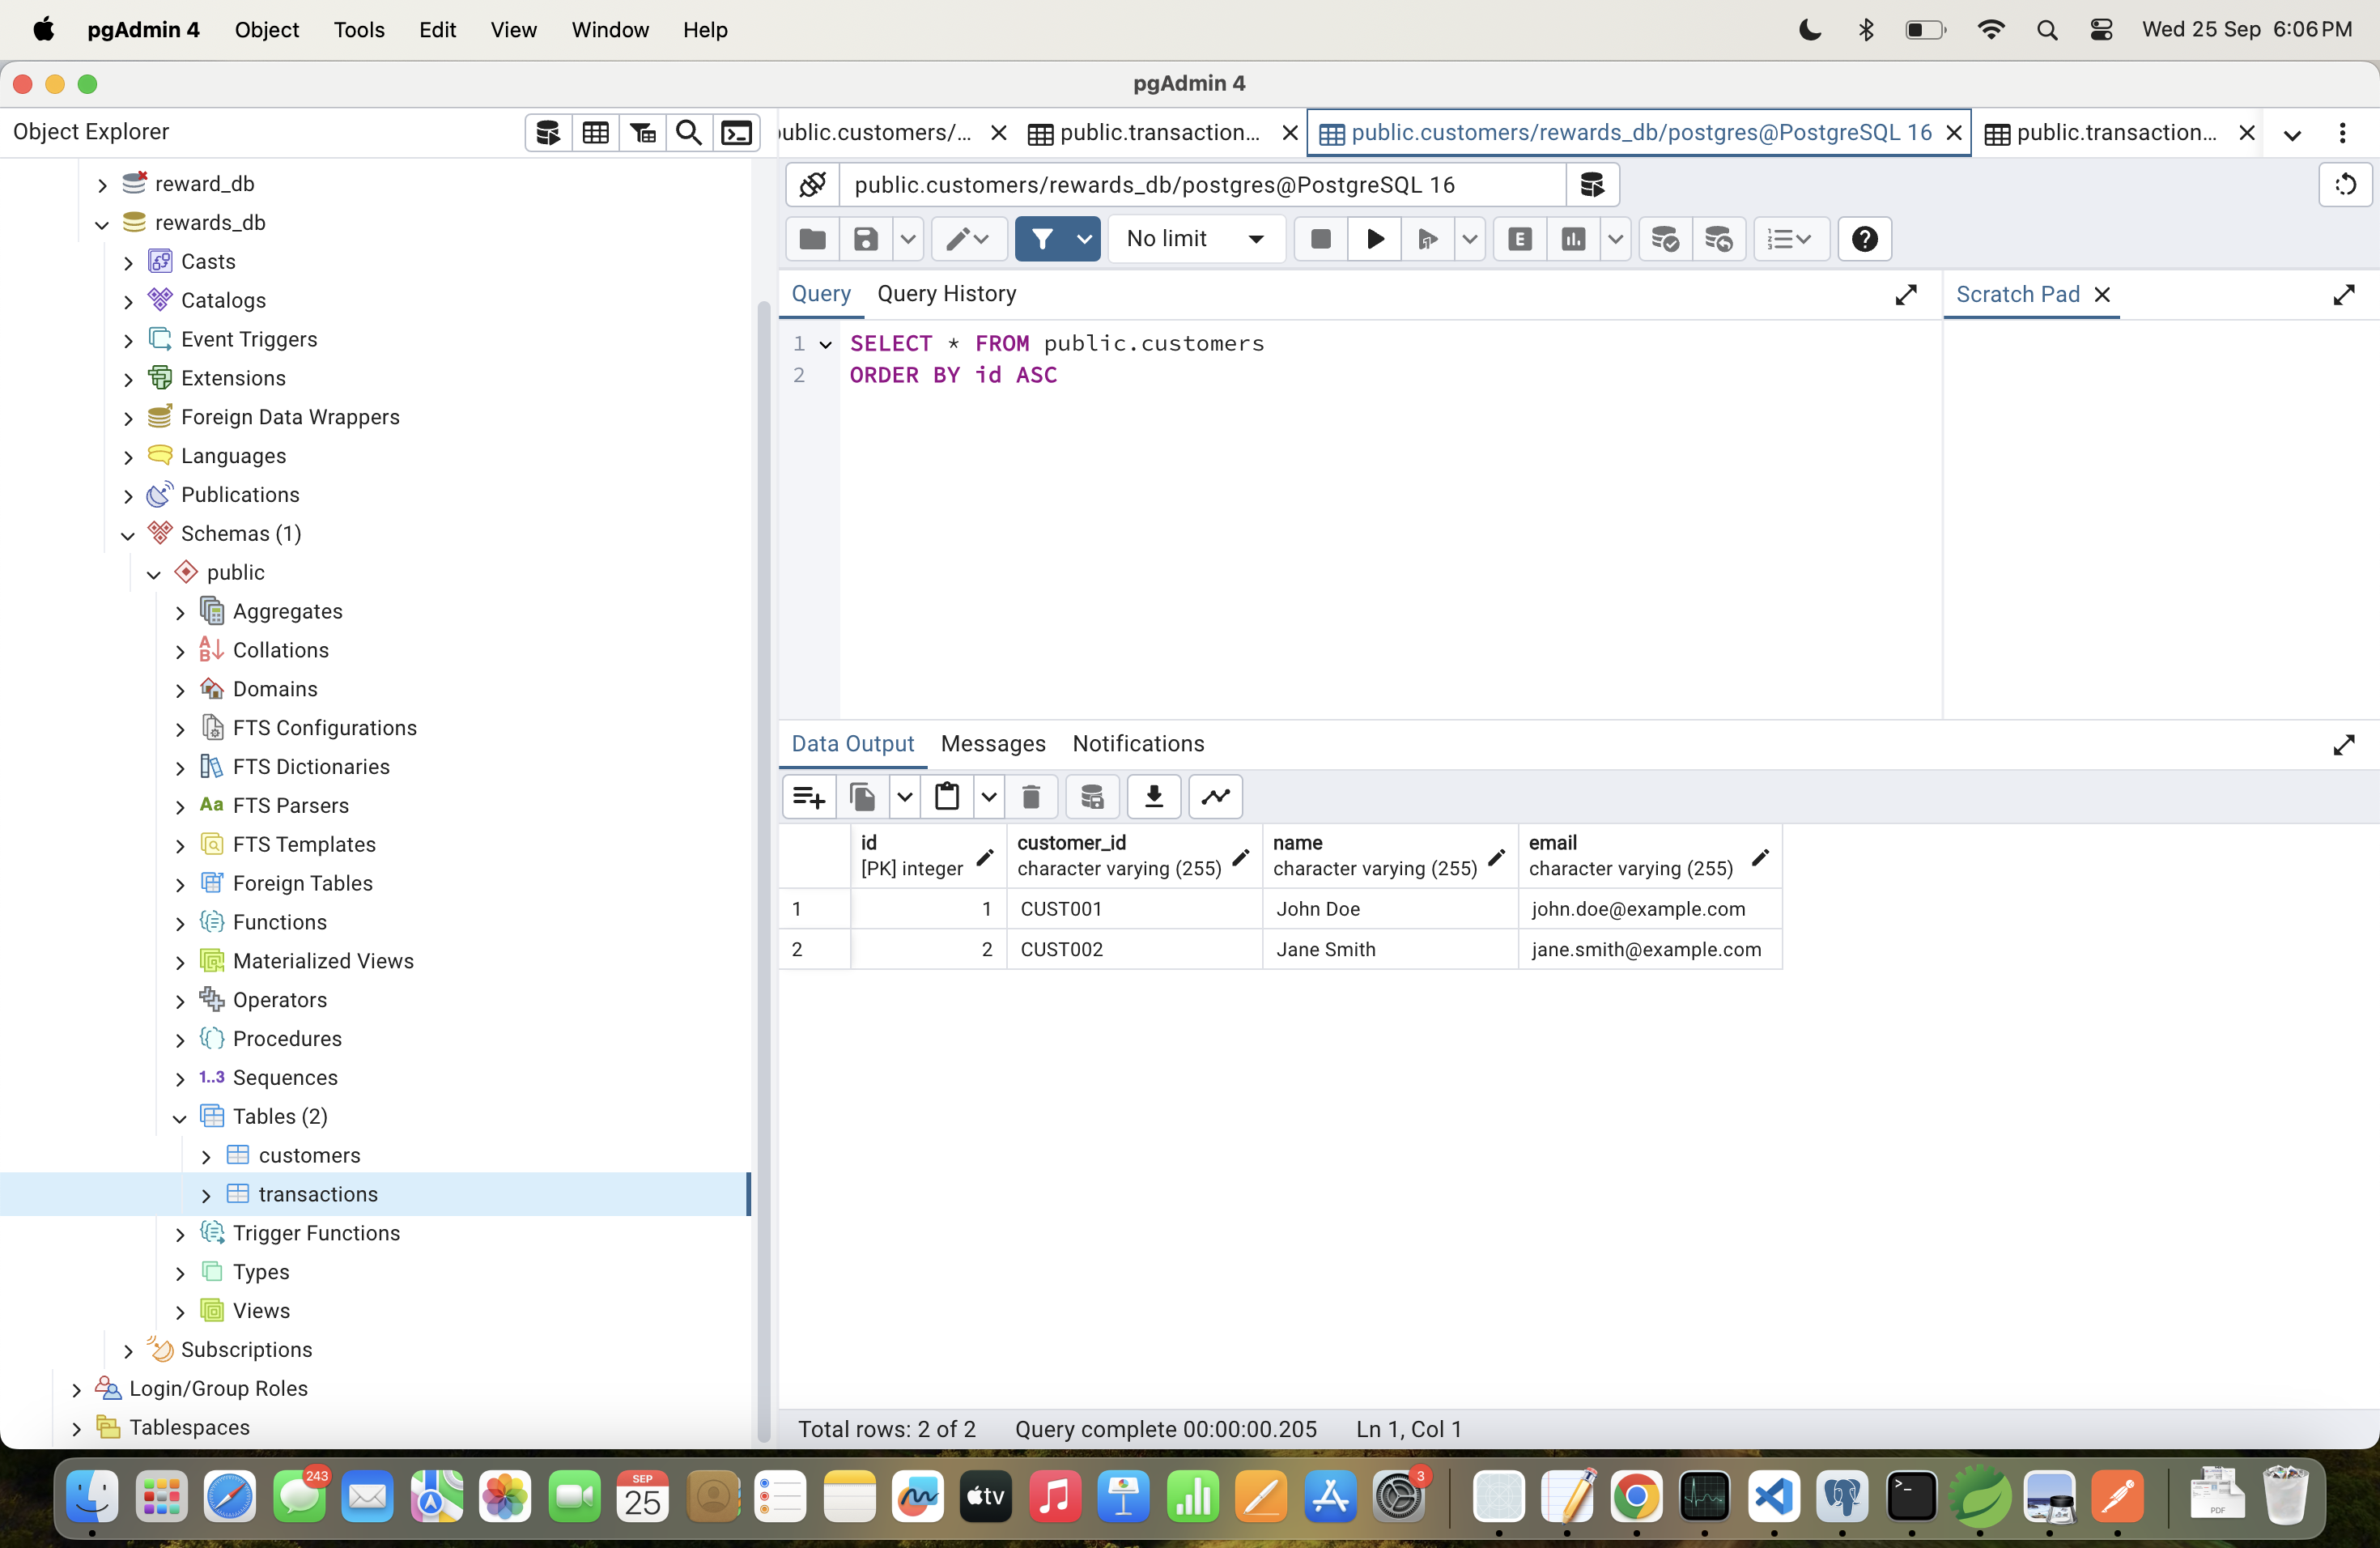 pgAdmin 4 Object Tools Edit View Window Help Wed 25 Sep 6:06 PM
pgAdmin 4
Object Explorer
reward_db
rewards_db
Casts
Catalogs
Event Triggers
Extensions
Foreign Data Wrappers
Languages
Publications
Schemas (1)
public
Aggregates
Collations
Domains
FTS Configurations
FTS Dictionaries
Aa FTS Parsers
FTS Templates
Foreign Tables
Functions
Materialized Views
Operators
Procedures
1..3 Sequences
Tables (2)
customers
transactions
Trigger Functions
Types
Views
Subscriptions
Login/Group Roles
Tablespaces
public.customers/... public.transaction... public.customers/rewards_db/postgres@PostgreSQL 16 public.transaction...
public.customers/rewards_db/postgres@PostgreSQL 16
No limit E
Query Query History Scratch Pad
1 SELECT * FROM public.customers
2 ORDER BY id ASC
Data Output Messages Notifications
id customer_id name email
[PK] integer character varying (255) character varying (255) character varying (255)
1 1 CUST001 John Doe john.doe@example.com
2 2 CUST002 Jane Smith jane.smith@example.com
Total rows: 2 of 2 Query complete 00:00:00.205 Ln 1, Col 1
243 SEP 25 tv 3 PDF